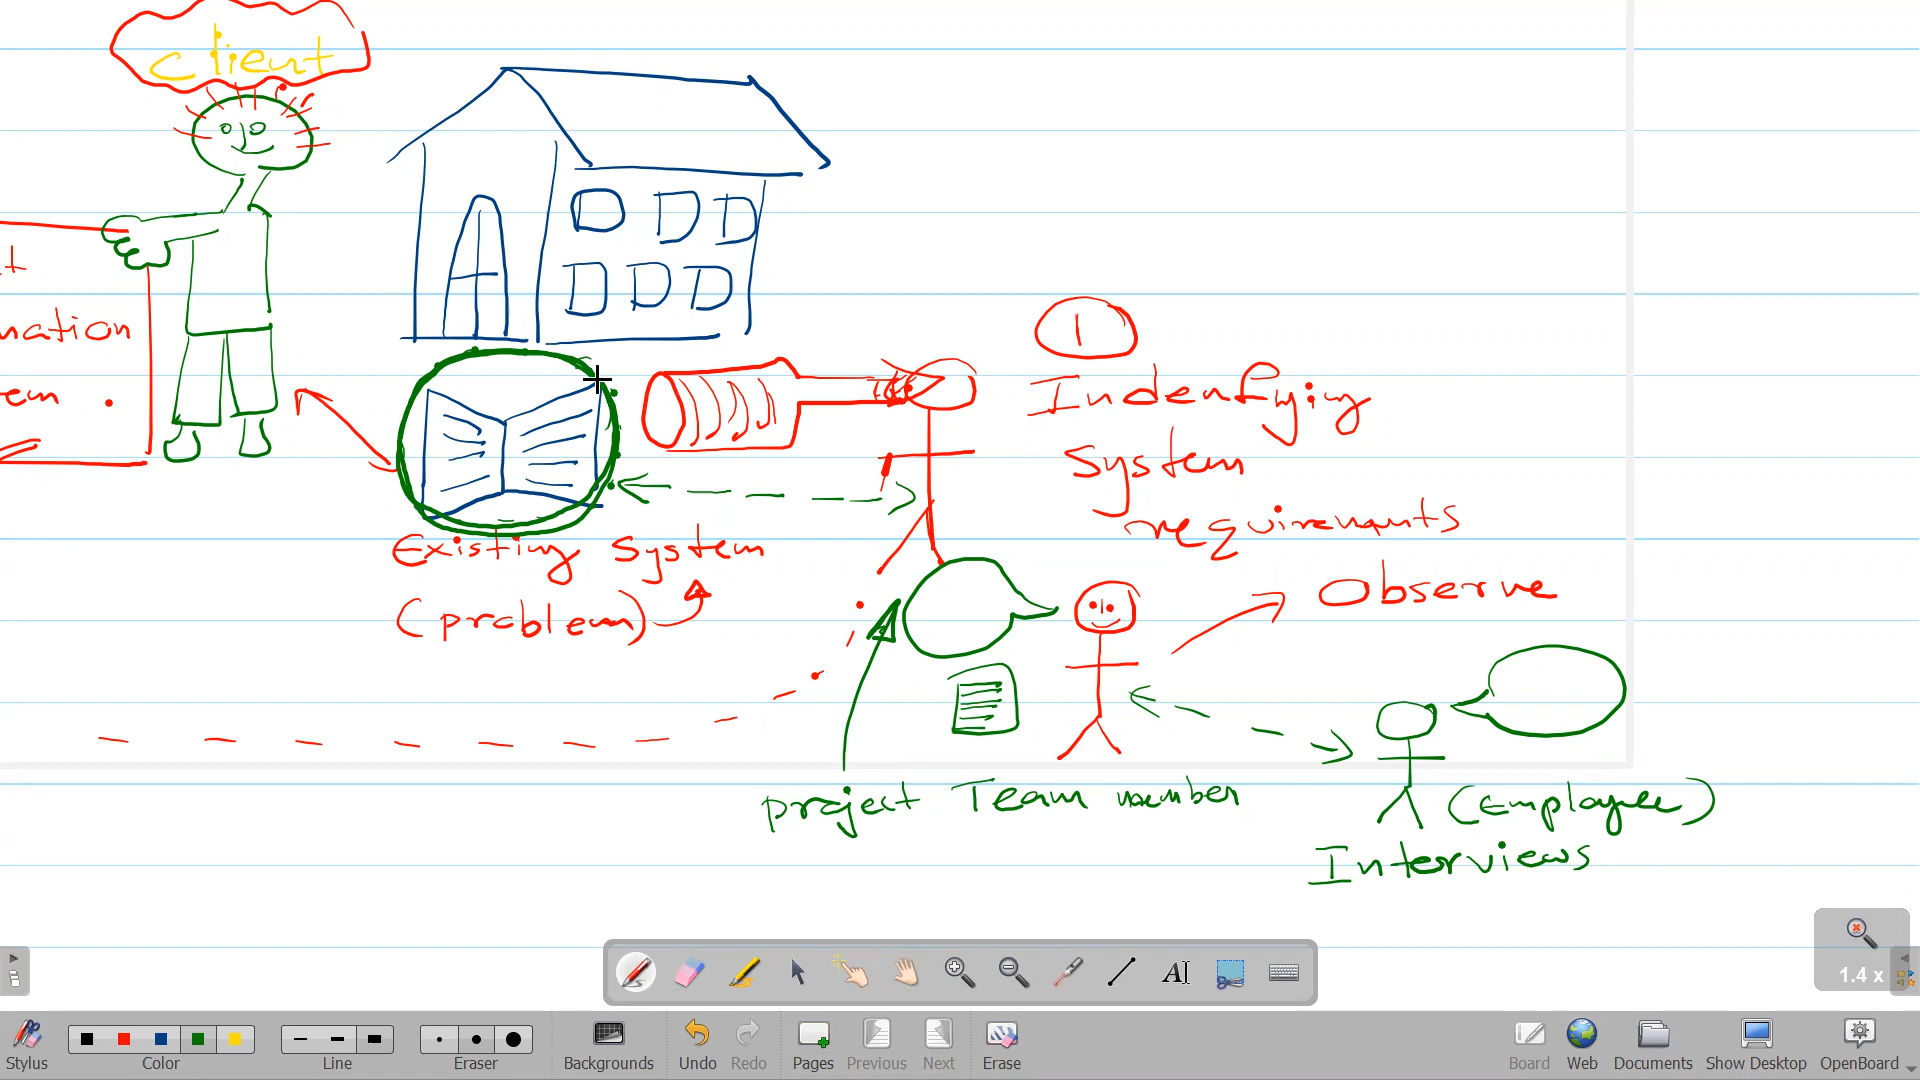 client
t
mation
em
1
Indenfying
System
requirements
Existing System
(problem)
Observe
project Team member
(Employee)
Interviews
1.4 x
Stylus
Color
Line
Eraser
Backgrounds
Undo
Redo
Pages
Previous
Next
Erase
Board
Web
Documents
Show Desktop
OpenBoard